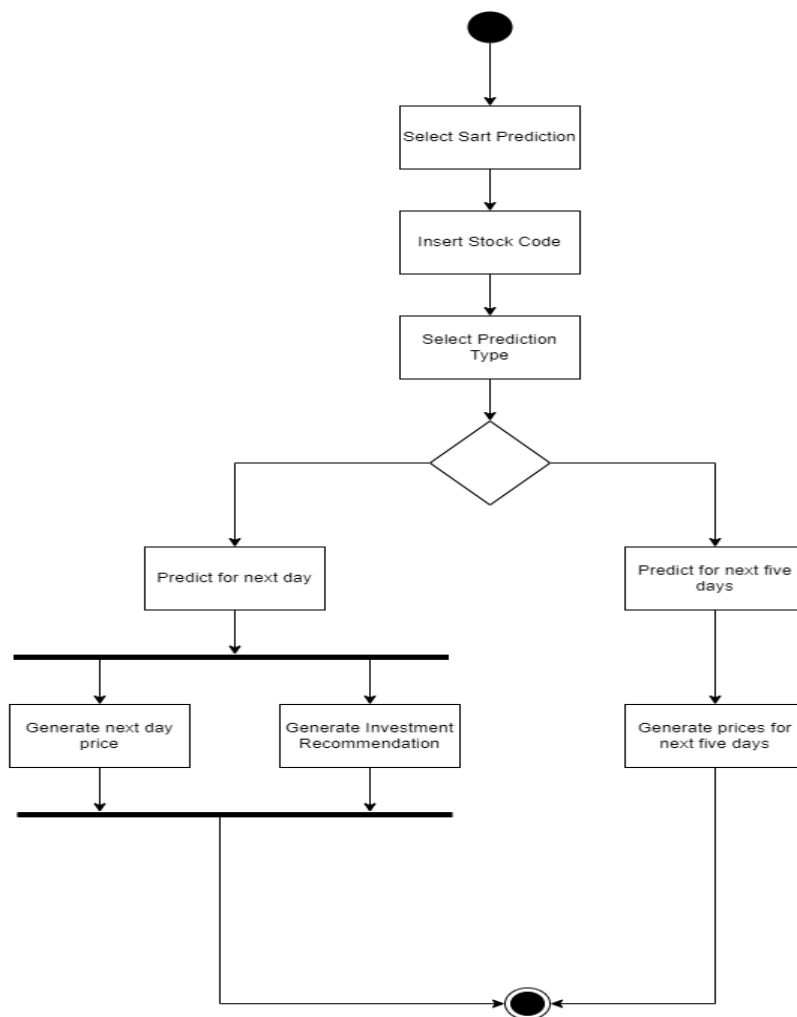 Select Sart Prediction
Insert Stock Code
Select Prediction
Type
Predict for next day
Predict for next five
days
Generate next day
price
Generate Investment
Recommendation
Generate prices for
next five days